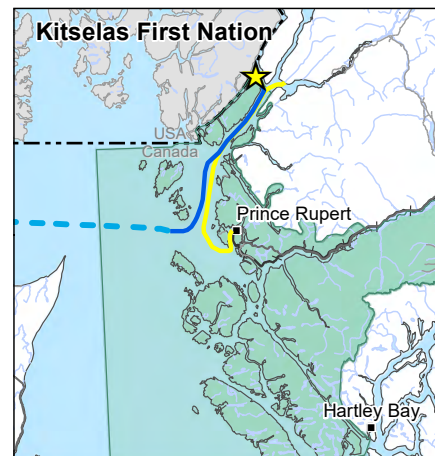 Kitselas First Nation
USA
Canada
Prince Rupert
Hartley Bay